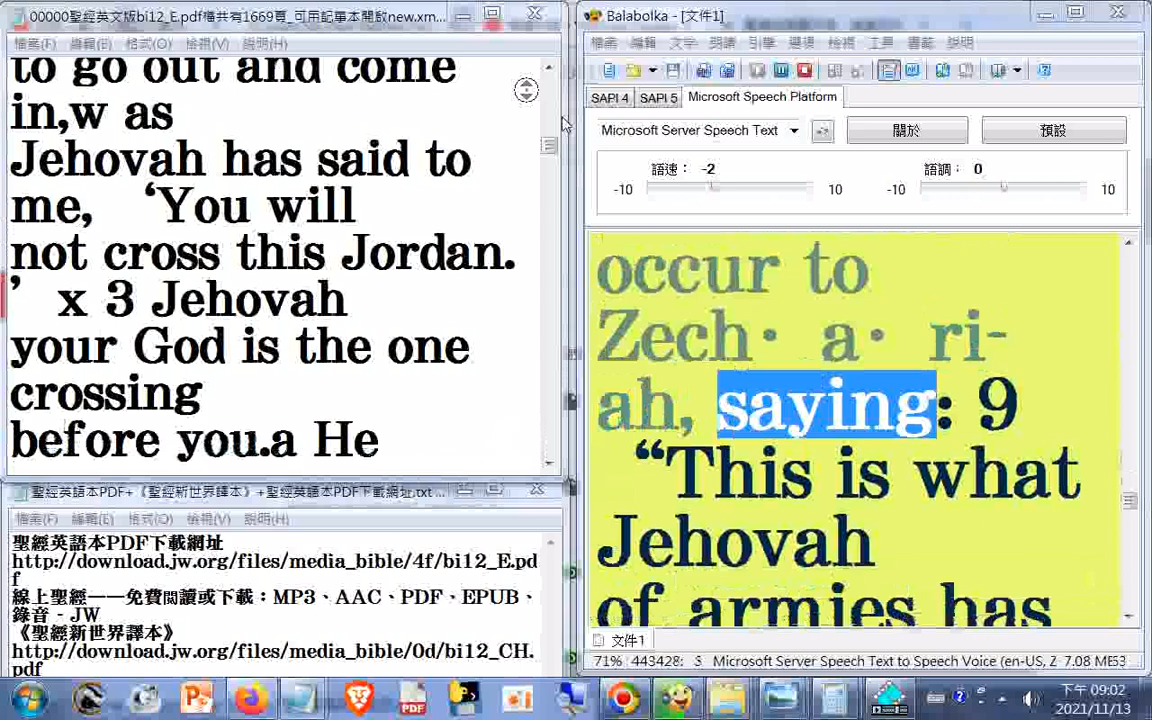 00000聖經英文版bi12_E.pdf檔共有1669頁_可用記事本開啟new.xm...
檔案(F) 編輯(E) 格式(O) 檢視(V) 說明(H)
to go out and come
in,w as
Jehovah has said to
me, ‘You will
not cross this Jordan.
’ x 3 Jehovah
your God is the one
crossing
before you.a He
聖經英語本PDF+《聖經新世界譯本》+聖經英語本PDF下載網址.txt ...
檔案(F) 編輯(E) 格式(O) 檢視(V) 說明(H)
聖經英語本PDF下載網址
http://download.jw.org/files/media_bible/4f/bi12_E.pd
f
線上聖經——免費閱讀或下載：MP3、AAC、PDF、EPUB、
錄音 - JW
《聖經新世界譯本》
http://download.jw.org/files/media_bible/0d/bi12_CH.
pdf
Balabolka - [文件1]
檔案 編輯 文字 朗讀 引擎 選項 檢視 工具 書籤 說明
SAPI 4 SAPI 5 Microsoft Speech Platform
Microsoft Server Speech Text 關於 預設
語速： -2 語調： 0
-10 10 -10 10
occur to
Zech· a· ri-
ah, saying: 9
“This is what
Jehovah
of armies has
文件1
71% 443428: 3 Microsoft Server Speech Text to Speech Voice (en-US, Z 7.08 ME53
PDF
下午 09:02
2021/11/13